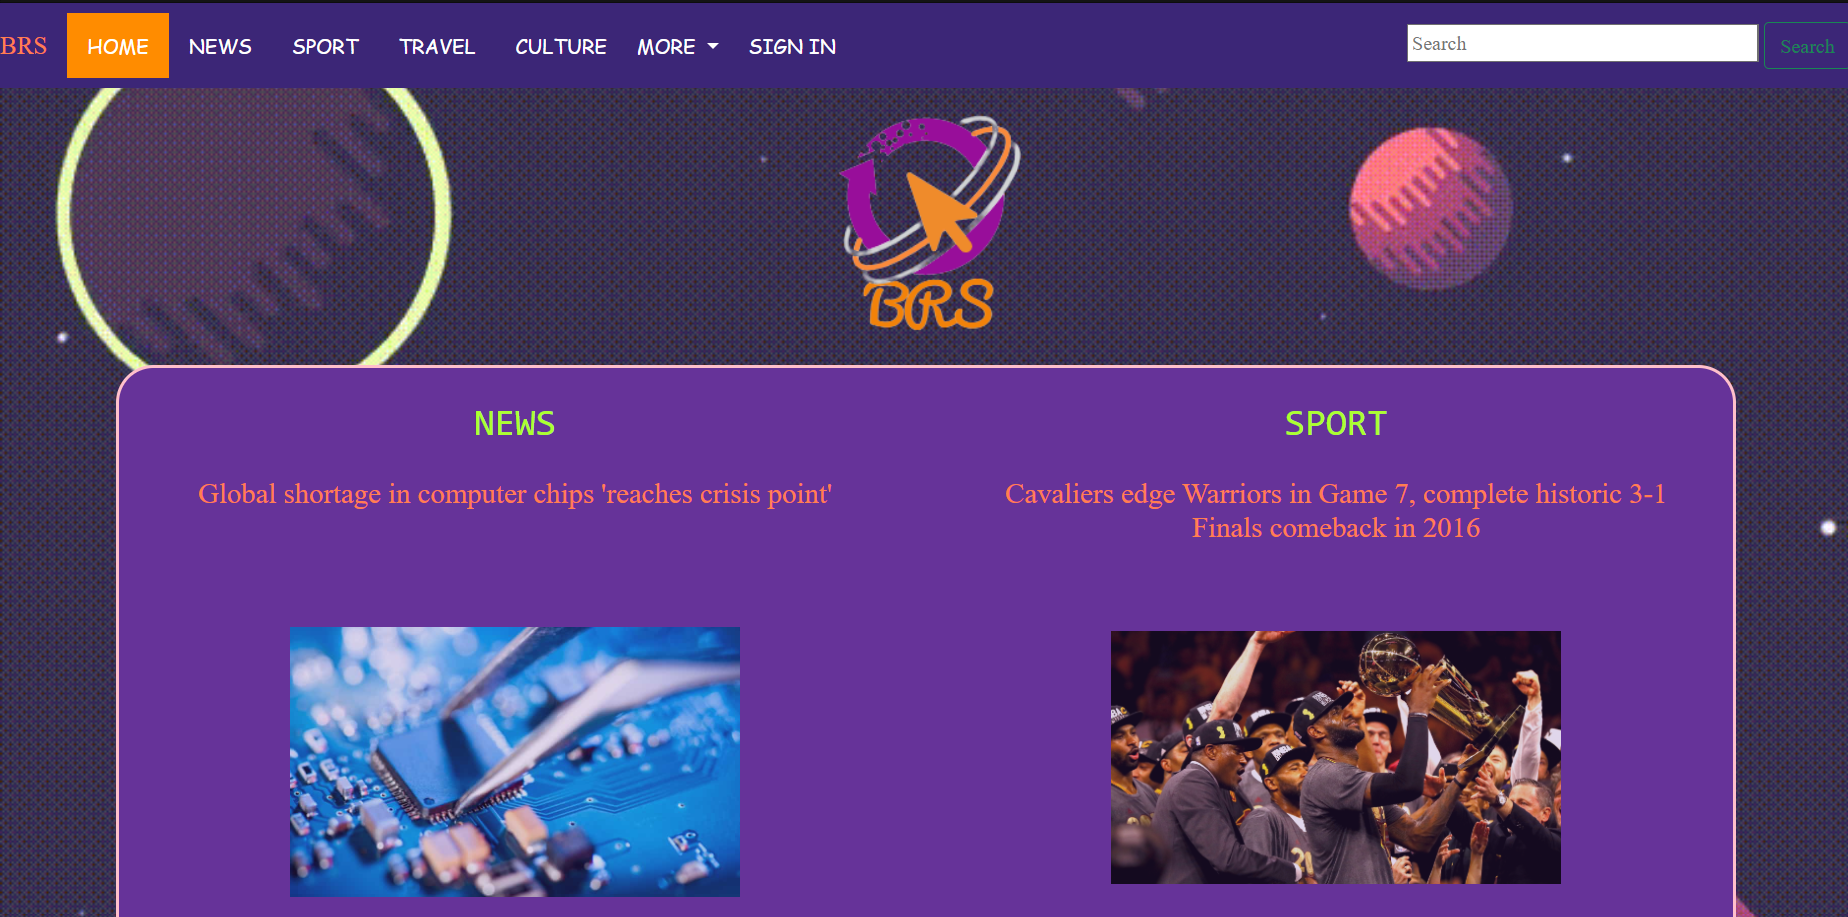 BRS HOME NEWS SPORT TRAVEL CULTURE MORE SIGN IN Search Search
BRS
NEWS
Global shortage in computer chips 'reaches crisis point'
SPORT
Cavaliers edge Warriors in Game 7, complete historic 3-1
Finals comeback in 2016